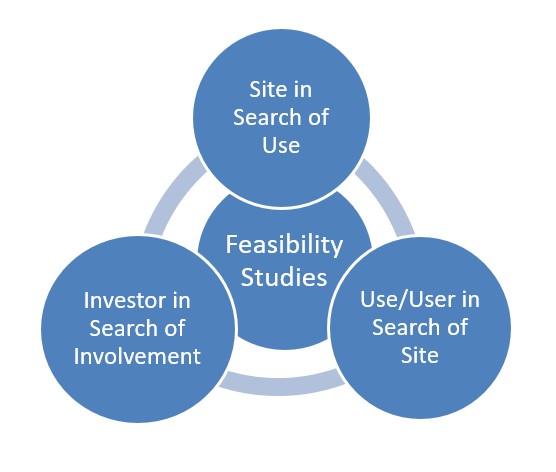 Site in
Search of
Use
Feasibility
Studies
Investor in
Search of
Involvement
Use/User in
Search of
Site